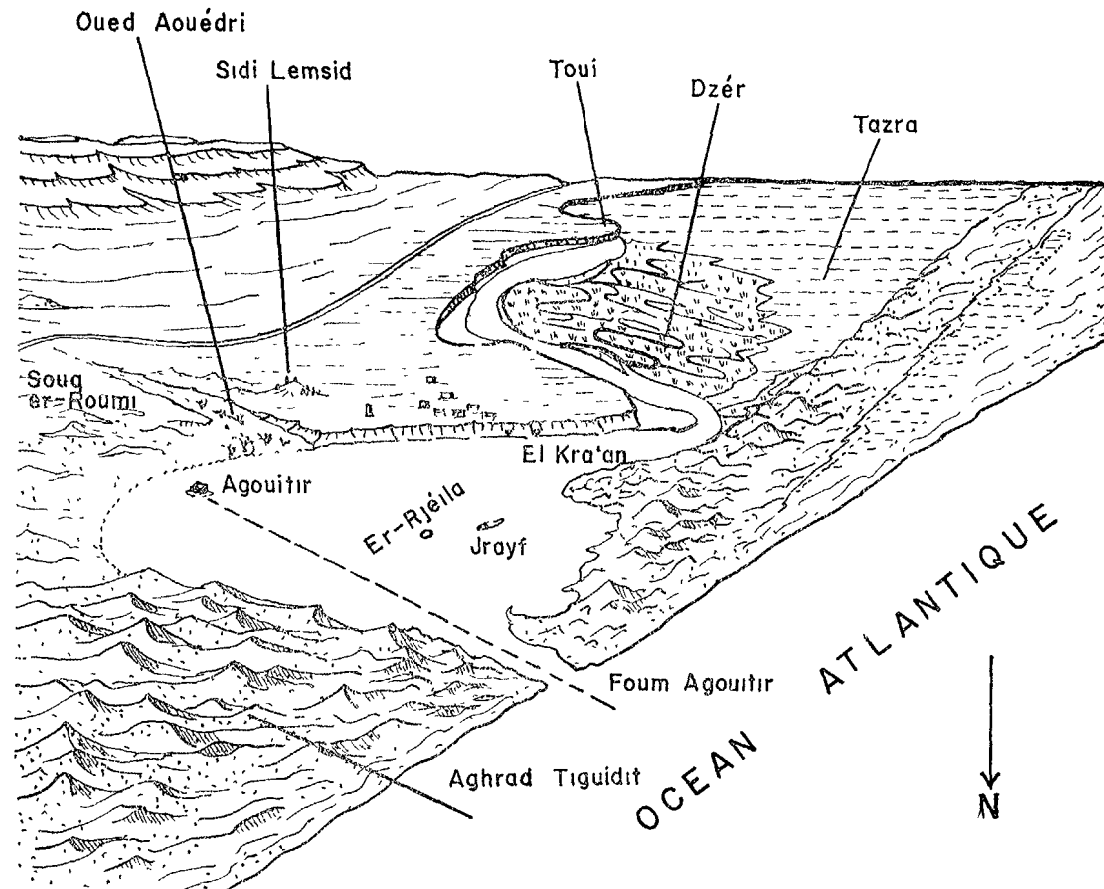 Oued Aouédri
Sidi Lemsid
Toui
Dzér
Tazra
Souq
er-Roumi
El Kra'an
Agouitir
Er-Rjéila
Jrayf
Foum Agouitir
Aghrad Tiguidit
OCEAN ATLANTIQUE
N